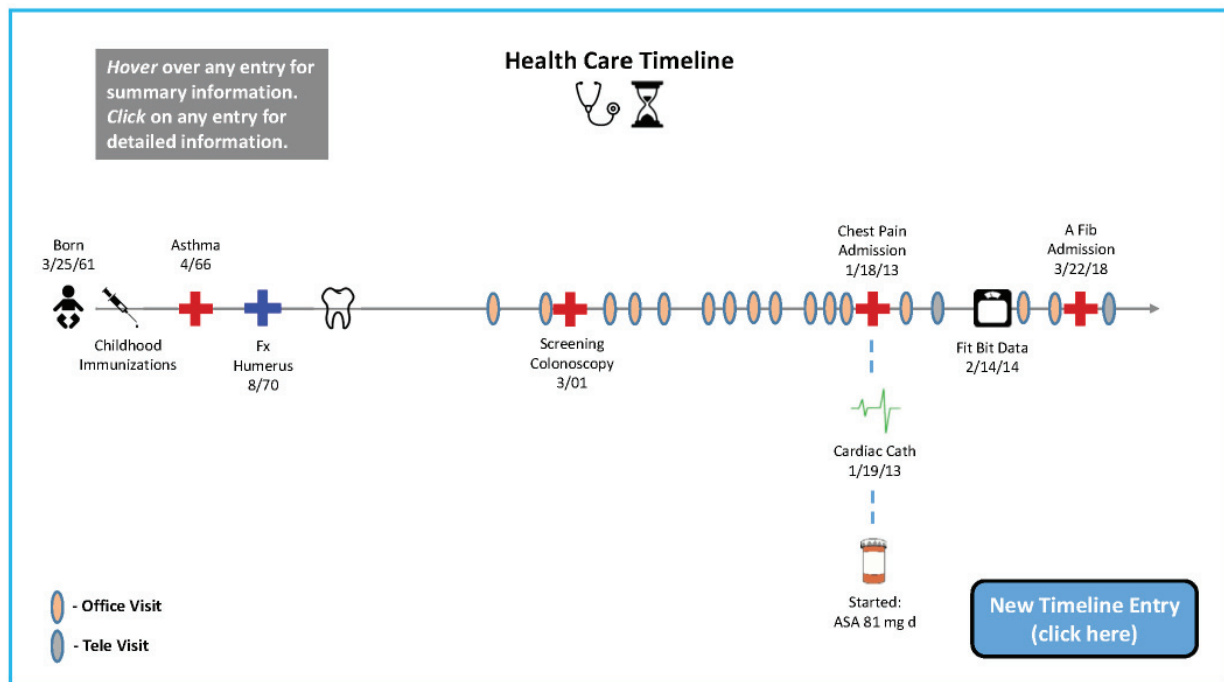 Hover over any entry for
summary information.
Click on any entry for
detailed information.
Health Care Timeline
Born
3/25/61
Childhood
Immunizations
Asthma
4/66
Fx
Humerus
8/70
Screening
Colonoscopy
3/01
Chest Pain
Admission
1/18/13
Cardiac Cath
1/19/13
Started:
ASA 81 mg d
Fit Bit Data
2/14/14
A Fib
Admission
3/22/18
- Office Visit
- Tele Visit
New Timeline Entry
(click here)